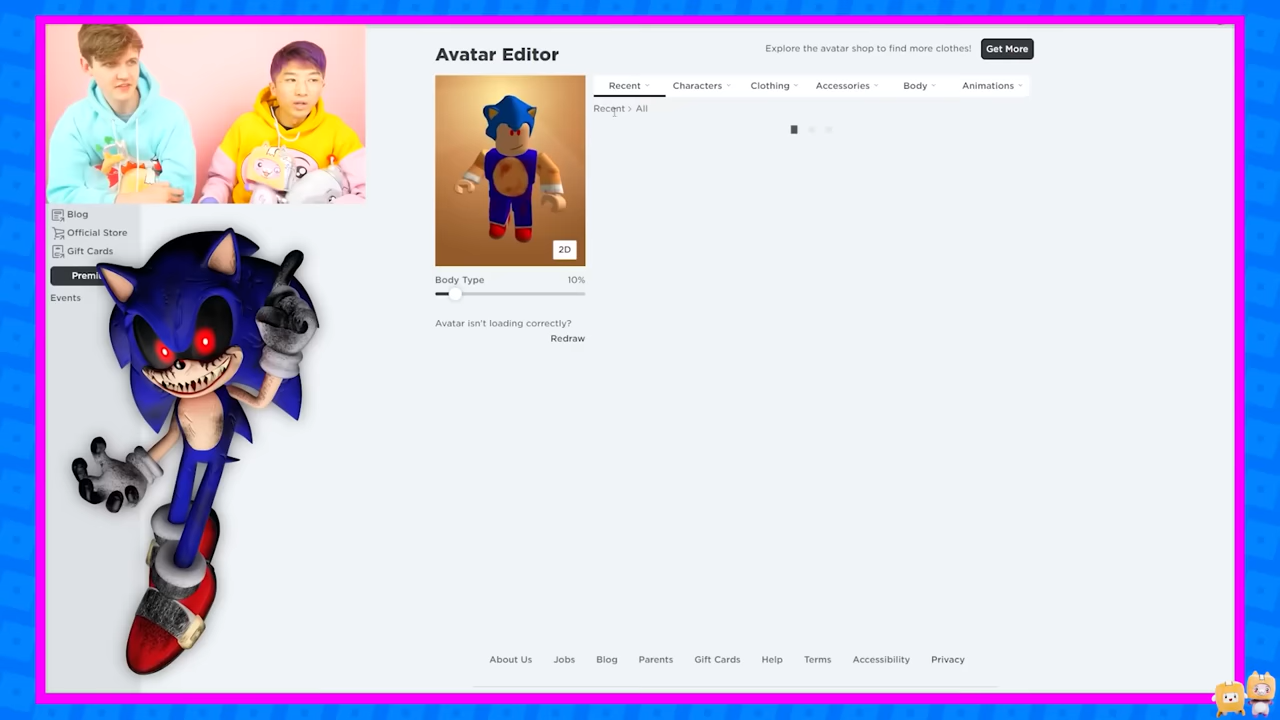 Avatar Editor
Explore the avatar shop to find more clothes!
Get More
Recent
Characters
Clothing
Accessories
Body
Animations
Recent > All
2D
Body Type 10%
Avatar isn't loading correctly?
Redraw
Blog
Official Store
Gift Cards
Premi
Events
About Us Jobs Blog Parents Gift Cards Help Terms Accessibility Privacy